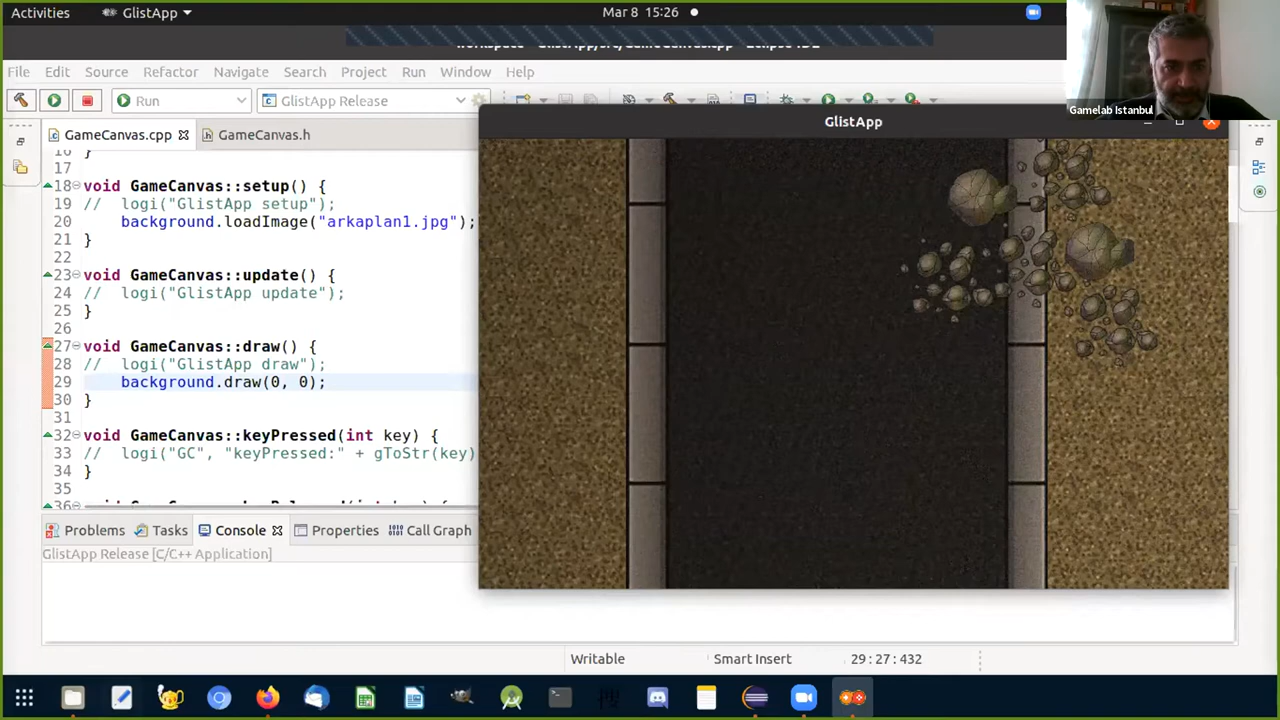 Activities
GlistApp
Mar 8 15:26
File Edit Source Refactor Navigate Search Project Run Window Help
Gamelab Istanbul
Run
GlistApp Release
GameCanvas.cpp
GameCanvas.h
GlistApp
16 }
17
18 void GameCanvas::setup() {
19 // logi("GlistApp setup");
20 background.loadImage("arkaplan1.jpg");
21 }
22
23 void GameCanvas::update() {
24 // logi("GlistApp update");
25 }
26
27 void GameCanvas::draw() {
28 // logi("GlistApp draw");
29 background.draw(0, 0);
30 }
31
32 void GameCanvas::keyPressed(int key) {
33 // logi("GC", "keyPressed:" + gToStr(key)
34 }
35
36
Problems Tasks Console Properties Call Graph
GlistApp Release [C/C++ Application]
Writable Smart Insert 29 : 27 : 432